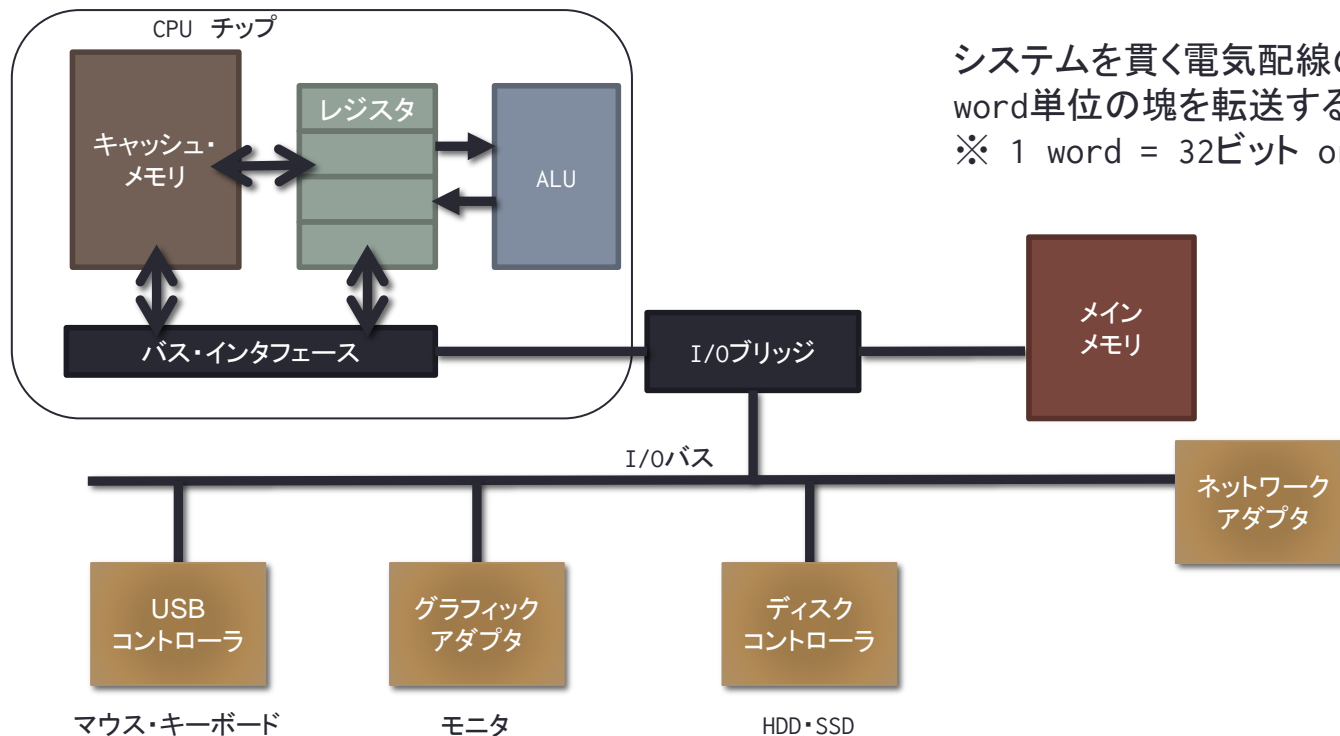 CPU チップ
システムを貫く電気配線の
word単位の塊を転送する
※ 1 word = 32ビット or
キャッシュ・
メモリ
レジスタ
ALU
バス・インタフェース
I/Oブリッジ
メイン
メモリ
I/Oバス
ネットワーク
アダプタ
USB
コントローラ
グラフィック
アダプタ
ディスク
コントローラ
マウス・キーボード
モニタ
HDD・SSD